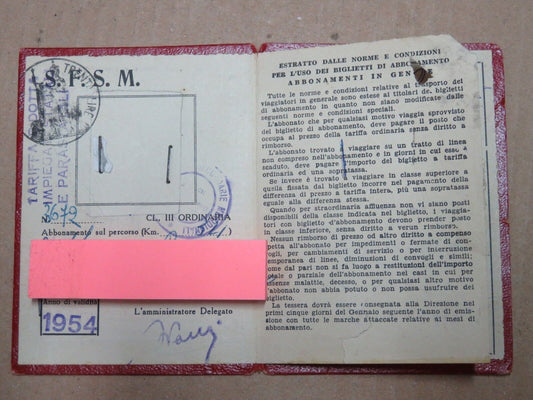 S. F. S. M.
TRENTA LIRE
TARIFFA RIDOTTA
IMPIEGATI
E PARA
3679
CL. III ORDINARIA
Abbonamento sul percorso (Km.
Anno di validità
1954
L'amministratore Delegato
ESTRATTO DALLE NORME E CONDIZIONI
PER L'USO DEI BIGLIETTI DI ABBONAMENTO
ABBONAMENTI IN GENERE
Tutte le norme e condizioni relative al trasporto dei
viaggiatori in generale sono estese ai titolari dei biglietti
di abbonamento in quanto non siano modificate dalle
seguenti norme e condizioni speciali.
L'abbonato che per qualsiasi motivo viaggia sprovvisto
del biglietto di abbonamento, deve pagare il posto che
occupa al prezzo della tariffa ordinaria senza diritto a
rimborso.
L'abbonato trovato a viaggiare su un tratto di linea
non compreso nell'abbonamento e in giorni in cui esso è
scaduto, deve pagare l'importo del biglietto a tariffa
ordinaria ed una sopratassa.
Se invece è trovato a viaggiare in classe superiore a
quella fissata dal biglietto incorre nel pagamento della
differenza di prezzo a tariffa intera, più una sopratassa
eguale alla differenza stessa.
Quando per straordinaria affluenza non vi siano posti
disponibili della classe indicata nel biglietto, i viaggia-
tori con biglietto d'abbonamento devono prender posto
in classe inferiore, senza diritto a verun rimborso.
Nessun rimborso di prezzo od altro diritto a compenso
spetta all'abbonato per impedimenti o fermate di con-
vogli, per cambiamenti di servizio o per interruzione
temporanea di linee, diminuzioni di convogli e simili;
come dal pari non si fa luogo a restituzioni dell'importo
totale o parziale dell'abbonamento nei casi in cui per
assenze malattie, decesso, o per qualsiasi altro motivo
l'abbonato non abbia potuto o non possa usufruire del
biglietto.
La tessera dovrà essere consegnata alla Direzione nei
primi cinque giorni del Gennaio seguente l'anno di emis-
sione con tutte le marche attaccate relative ai mesi di
abbonamento.